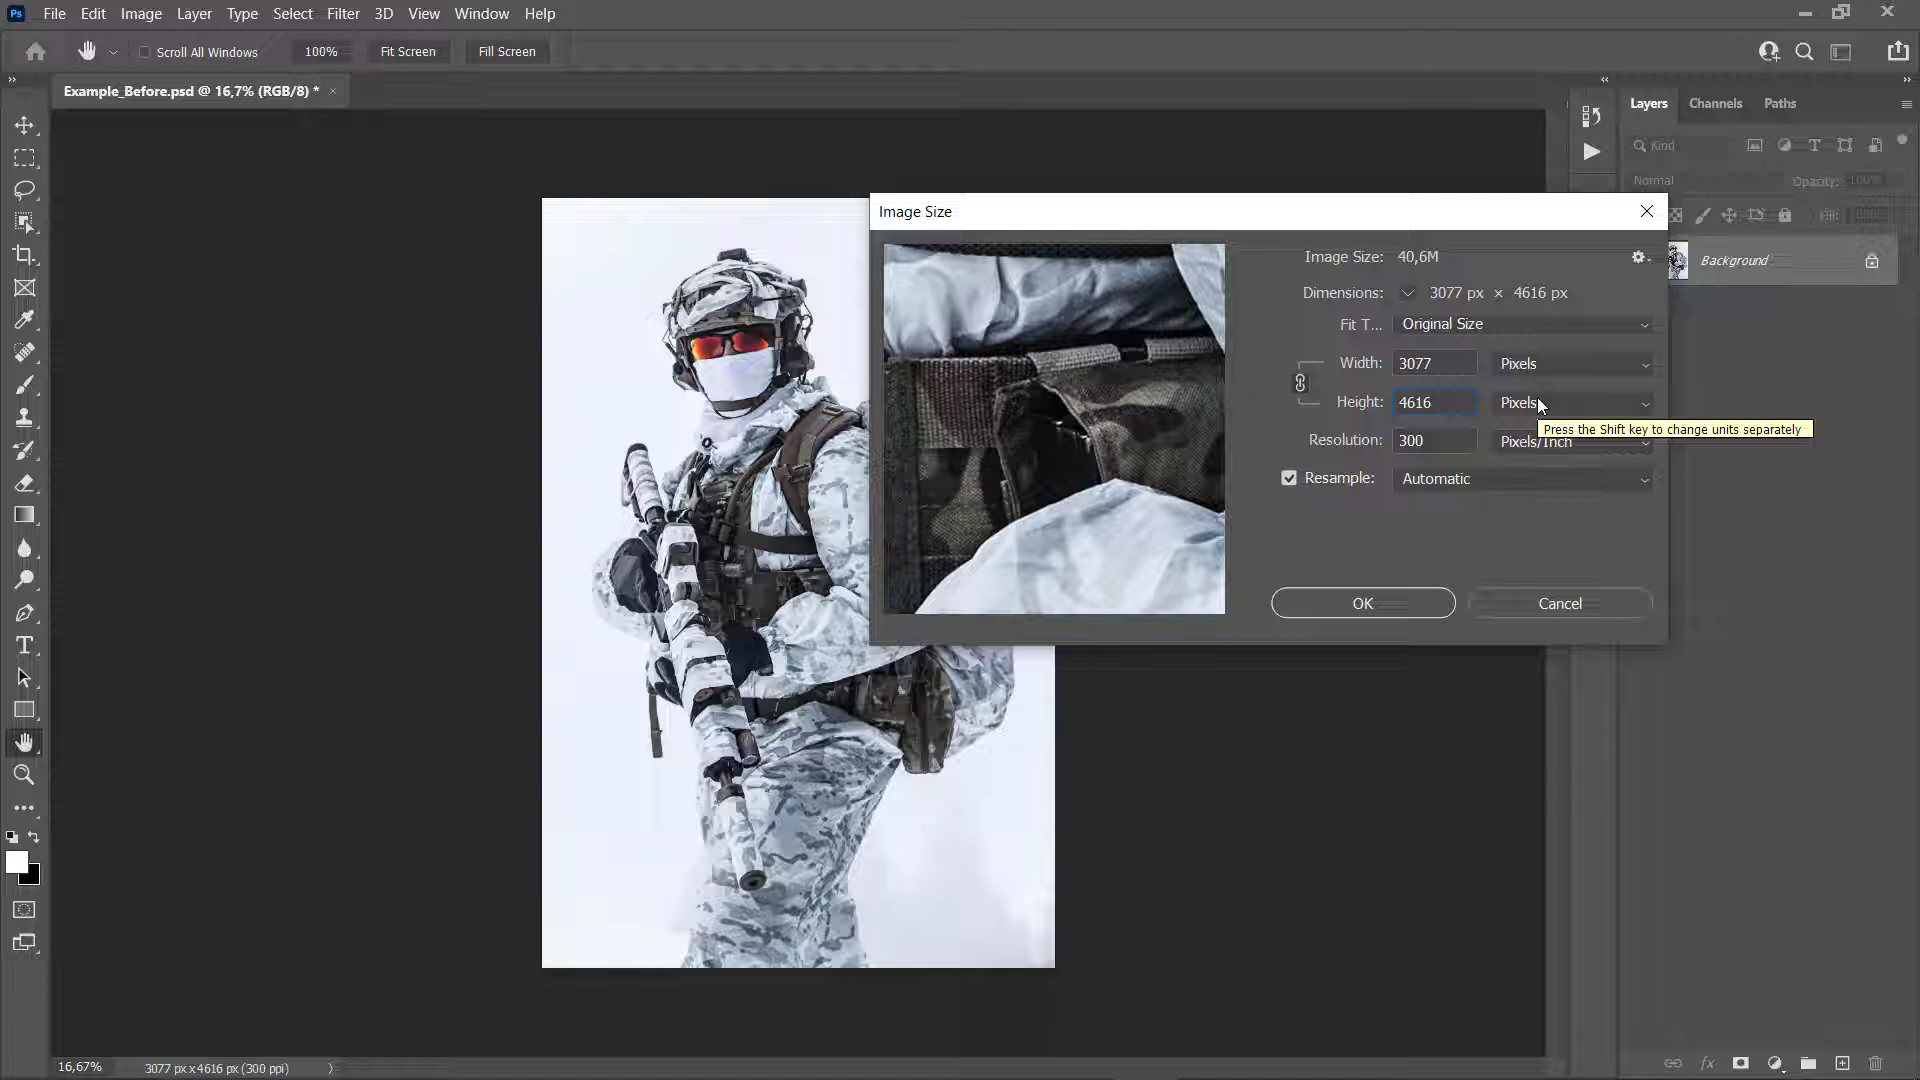 Ps File Edit Image Layer Type Select Filter 3D View Window Help
Scroll All Windows 100% Fit Screen Fill Screen
Example_Before.psd @ 16,7% (RGB/8) *
Layers Channels Paths
Kind
Normal Opacity: 100%
Fill:
Background
Image Size
Image Size: 40,6M
Dimensions: 3077 px × 4616 px
Fit T... Original Size
Width: 3077 Pixels
Height: 4616 Pixels
Press the Shift key to change units separately
Resolution: 300 Pixels/Inch
Resample: Automatic
OK Cancel
16,67% 3077 px x 4616 px (300 ppi)
fx